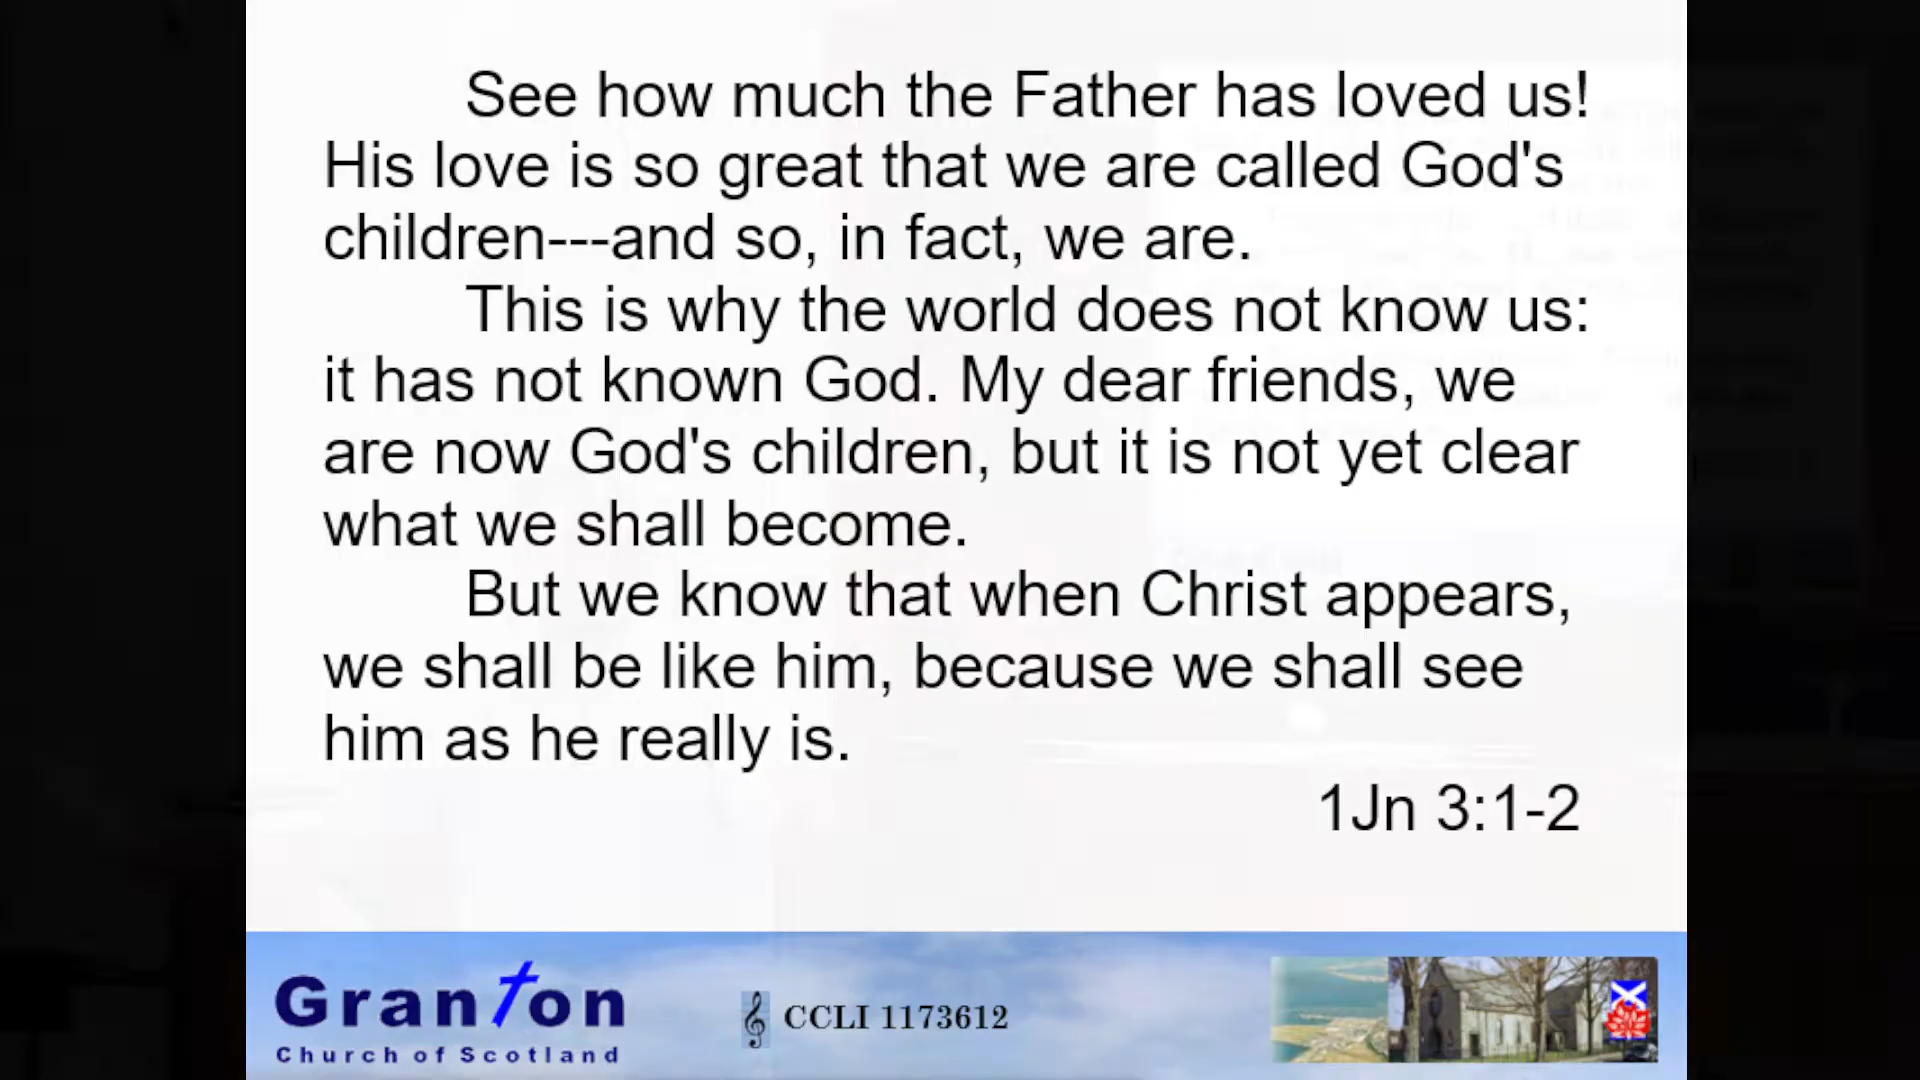 See how much the Father has loved us!
His love is so great that we are called God's
children---and so, in fact, we are.
This is why the world does not know us:
it has not known God. My dear friends, we
are now God's children, but it is not yet clear
what we shall become.
But we know that when Christ appears,
we shall be like him, because we shall see
him as he really is.
1Jn 3:1-2
Granton
Church of Scotland
CCLI 1173612